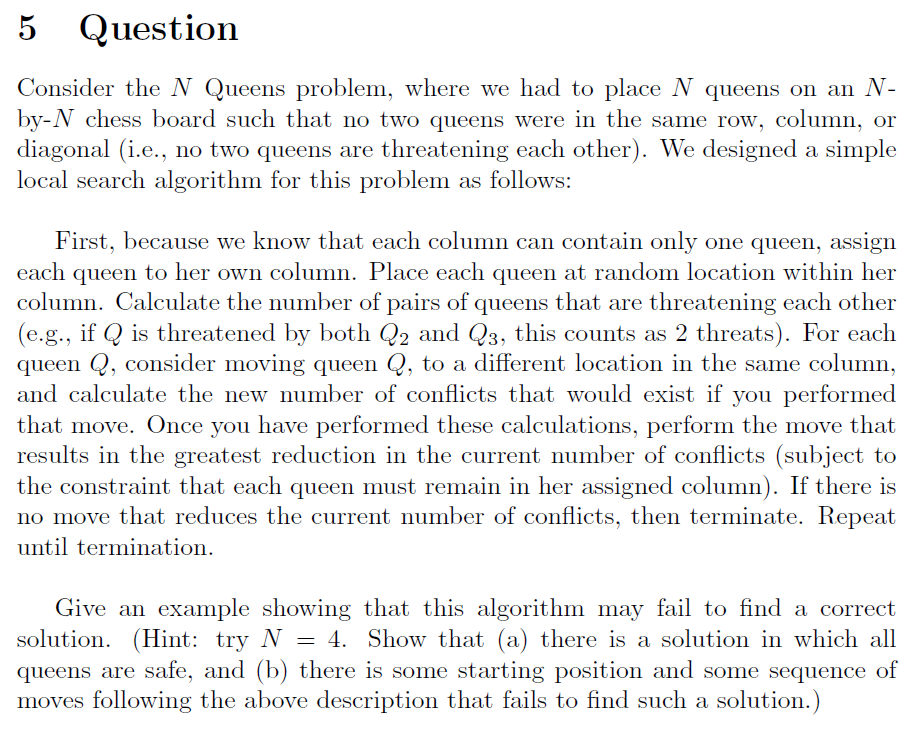 5 Question
Consider the N Queens problem, where we had to place N queens on an N-
by-N chess board such that no two queens were in the same row, column, or
diagonal (i.e., no two queens are threatening each other). We designed a simple
local search algorithm for this problem as follows:
First, because we know that each column can contain only one queen, assign
each queen to her own column. Place each queen at random location within her
column. Calculate the number of pairs of queens that are threatening each other
(e.g., if Q is threatened by both Q₂ and Q₃, this counts as 2 threats). For each
queen Q, consider moving queen Q, to a different location in the same column,
and calculate the new number of conflicts that would exist if you performed
that move. Once you have performed these calculations, perform the move that
results in the greatest reduction in the current number of conflicts (subject to
the constraint that each queen must remain in her assigned column). If there is
no move that reduces the current number of conflicts, then terminate. Repeat
until termination.
Give an example showing that this algorithm may fail to find a correct
solution. (Hint: try N = 4. Show that (a) there is a solution in which all
queens are safe, and (b) there is some starting position and some sequence of
moves following the above description that fails to find such a solution.)